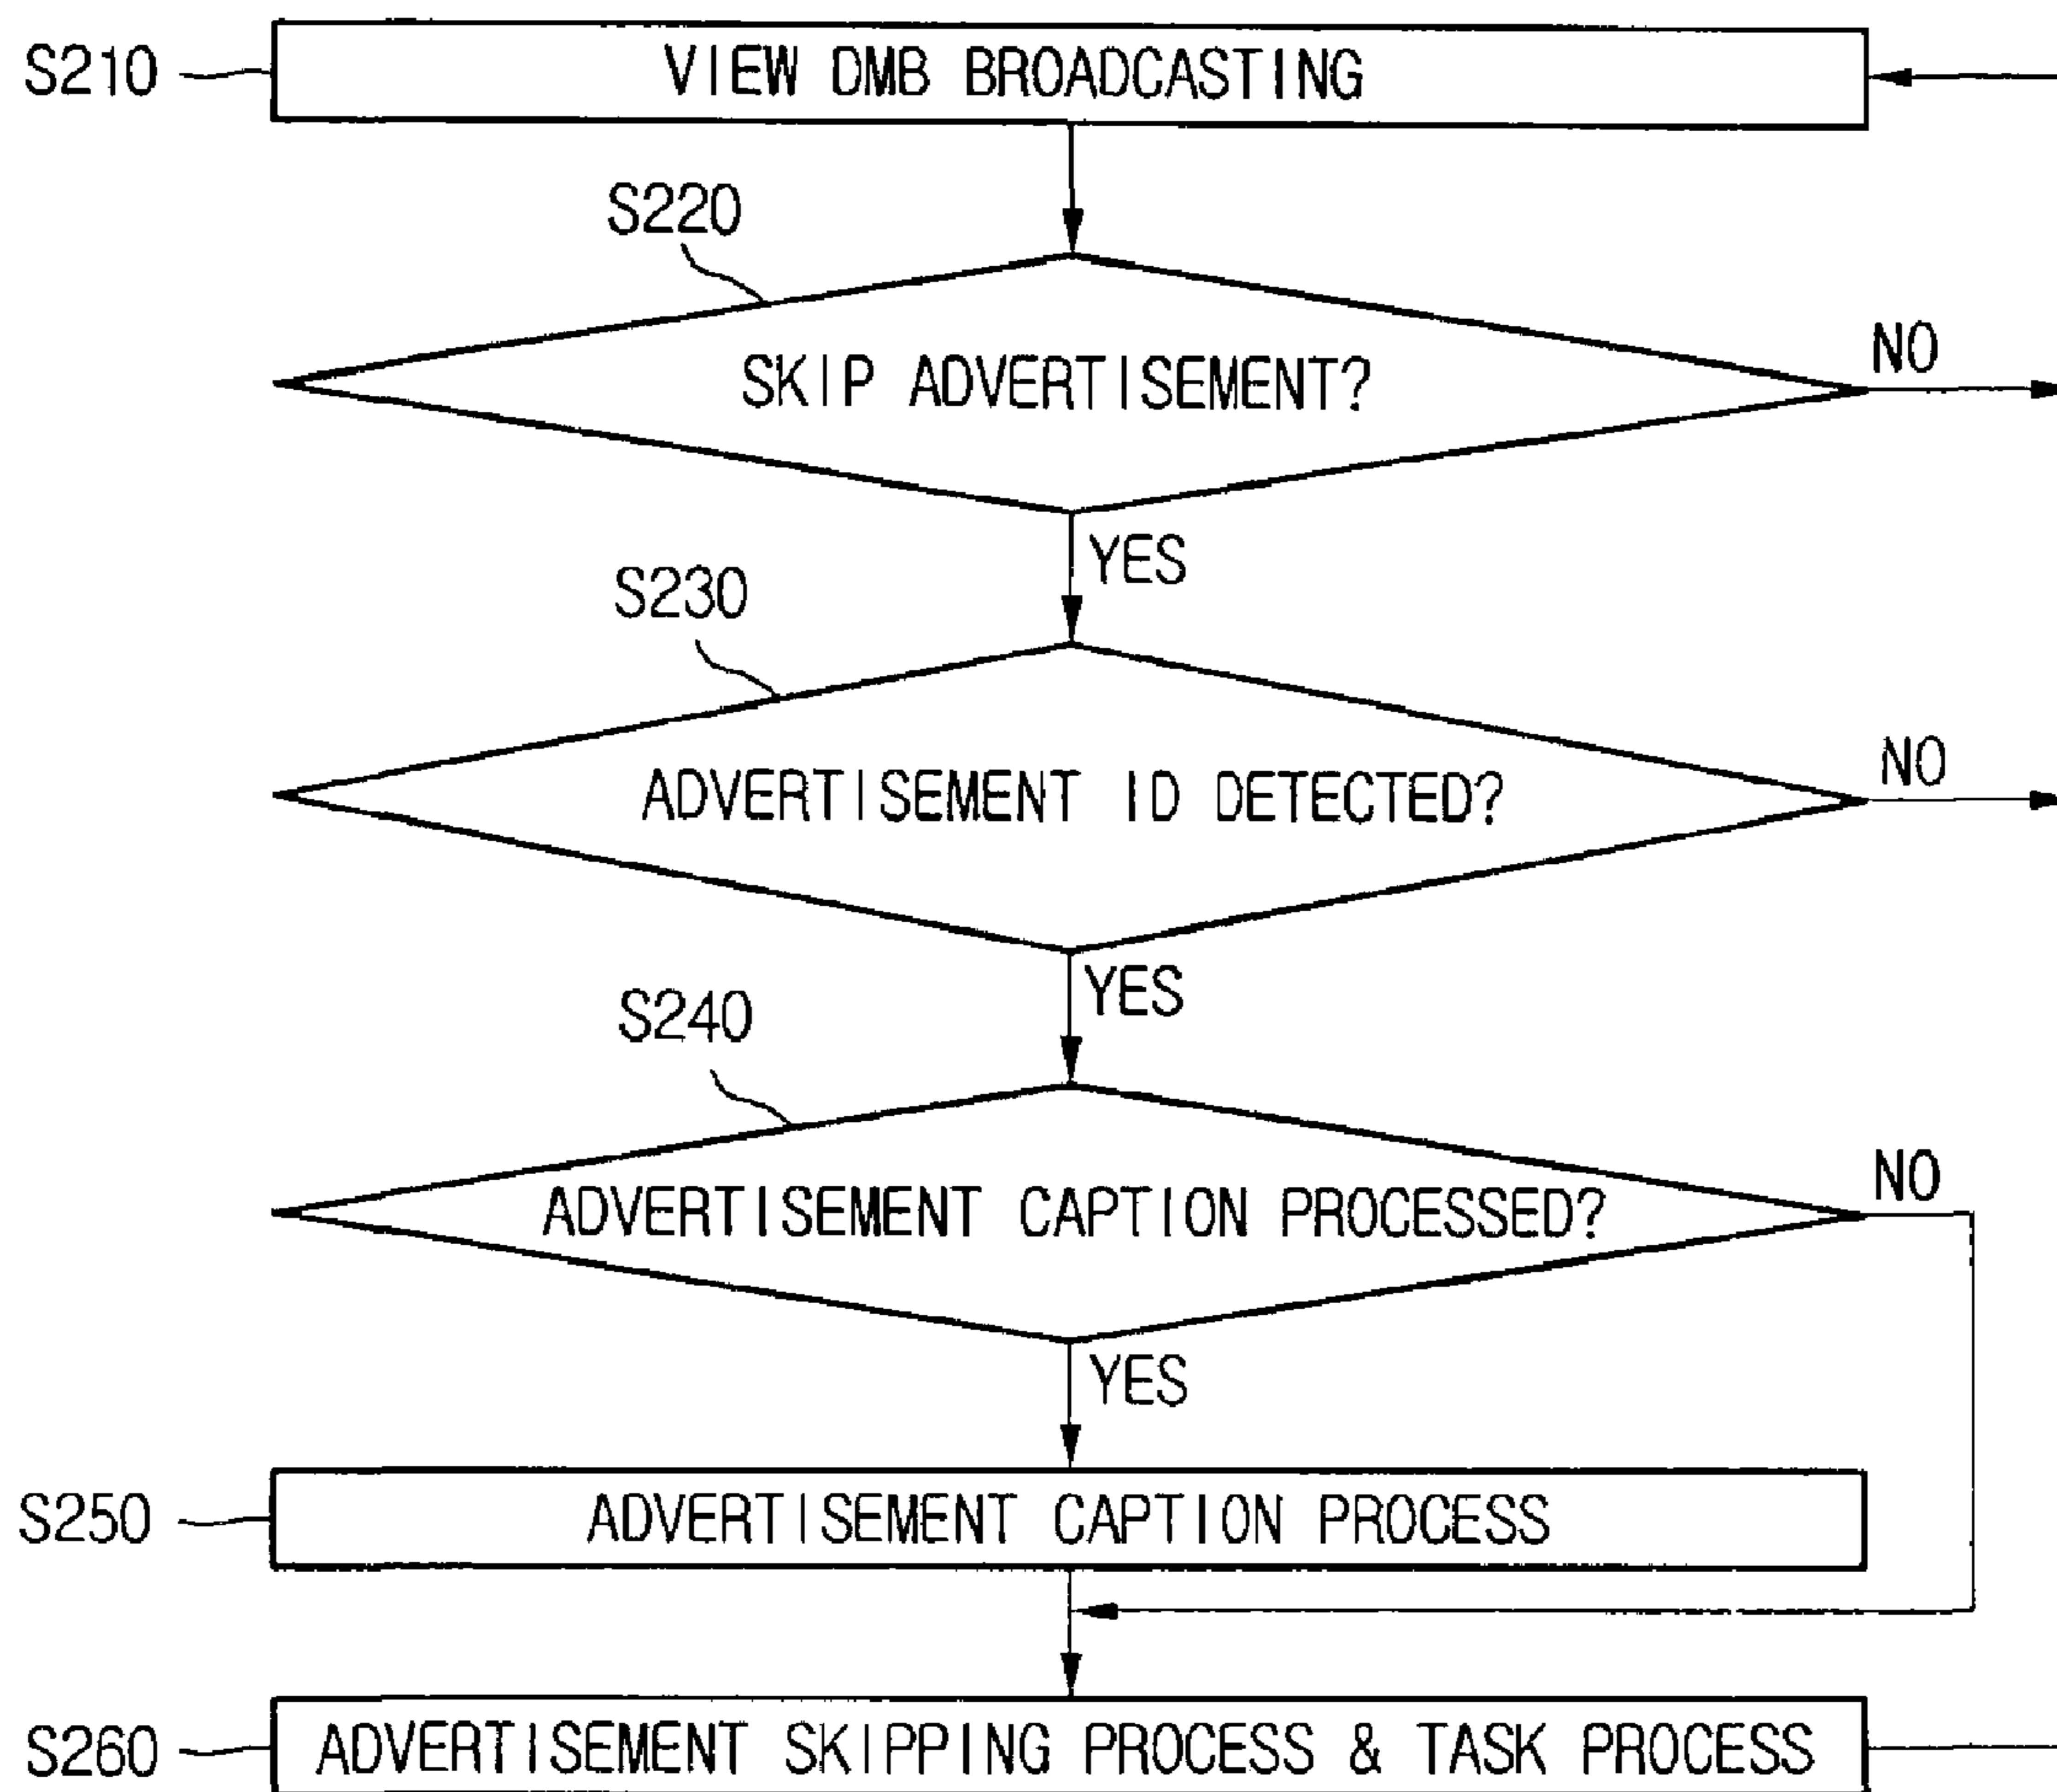 S210
VIEW DMB BROADCASTING
S220
SKIP ADVERTISEMENT?
NO
YES
S230
ADVERTISEMENT ID DETECTED?
NO
YES
S240
ADVERTISEMENT CAPTION PROCESSED?
NO
YES
S250
ADVERTISEMENT CAPTION PROCESS
S260
ADVERTISEMENT SKIPPING PROCESS & TASK PROCESS